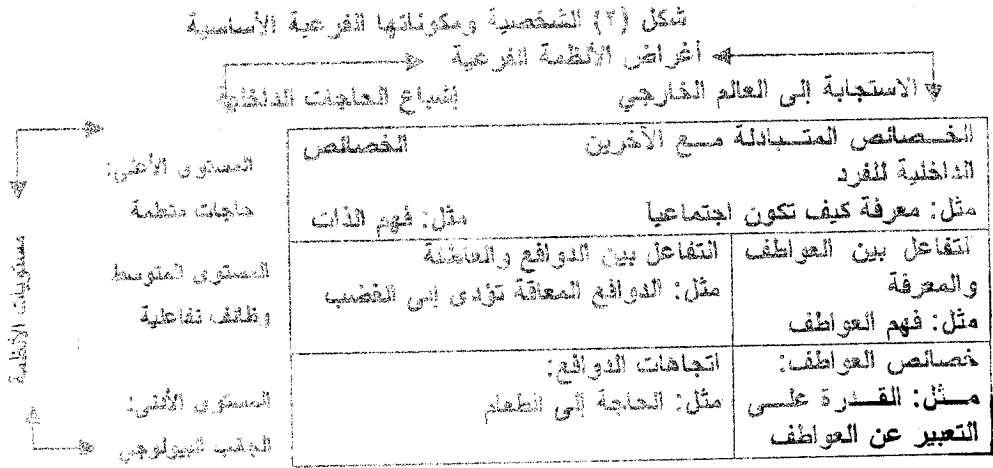 شكل (٢) الشخصية ومكوناتها الفرعية الأساسية
أغراض الأنظمة الفرعية
الاستجابة إلى العالم الخارجي
إشباع الحاجات الداخلية
الخصائص المتبادلة مع الآخرين الخصائص
الداخلية للفرد
مثل: معرفة كيف تكون اجتماعيا مثل: فهم الذات
المستوى الأعلى:
حاجات منظمة
التفاعل بين العواطف
والمعرفة
مثل: فهم العواطف
التفاعل بين الدوافع والعاطفة
مثل: الدوافع المعاقة تؤدى إلى الغضب
المستوى المتوسط
وظائف تفاعلية
خصائص العواطف:
مثل: القدرة على
التعبير عن العواطف
اتجاهات الدوافع:
مثل: الحاجة إلى الطعام
المستوى الأدنى:
الجانب البيولوجي
مستويات الأنظمة